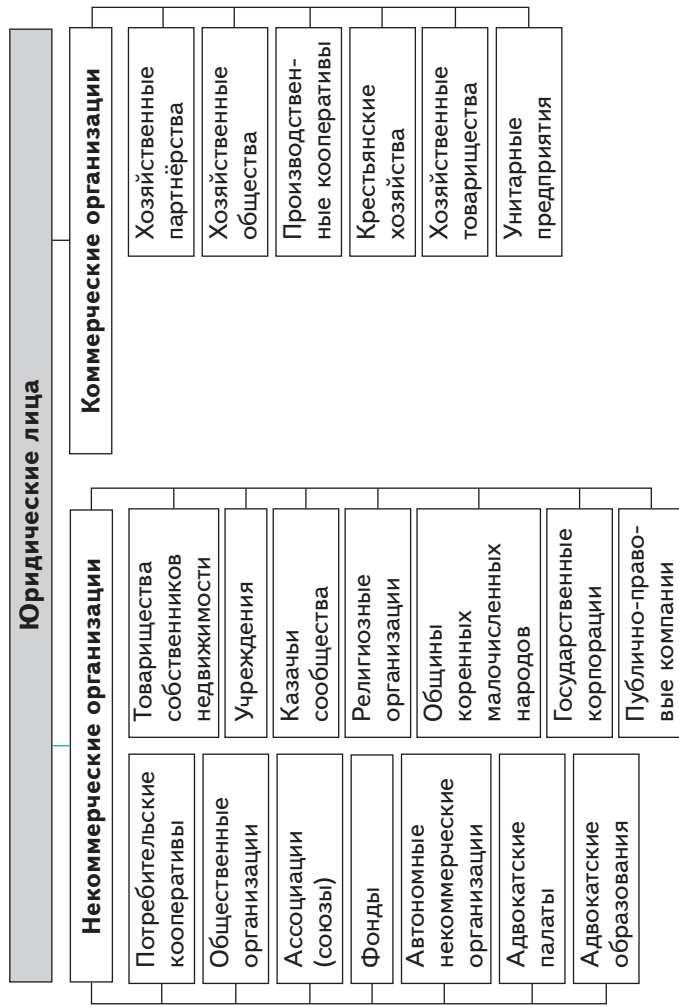 Юридические лица
Некоммерческие организации
Потребительские
кооперативы
Общественные
организации
Ассоциации
(союзы)
Фонды
Автономные
некоммерческие
организации
Адвокатские
палаты
Адвокатские
образования
Товарищества
собственников
недвижимости
Учреждения
Казачьи
сообщества
Религиозные
организации
Общины
коренных
малочисленных
народов
Государственные
корпорации
Публично-право-
вые компании
Коммерческие организации
Хозяйственные
партнёрства
Хозяйственные
общества
Производствен-
ные кооперативы
Крестьянские
хозяйства
Хозяйственные
товарищества
Унитарные
предприятия